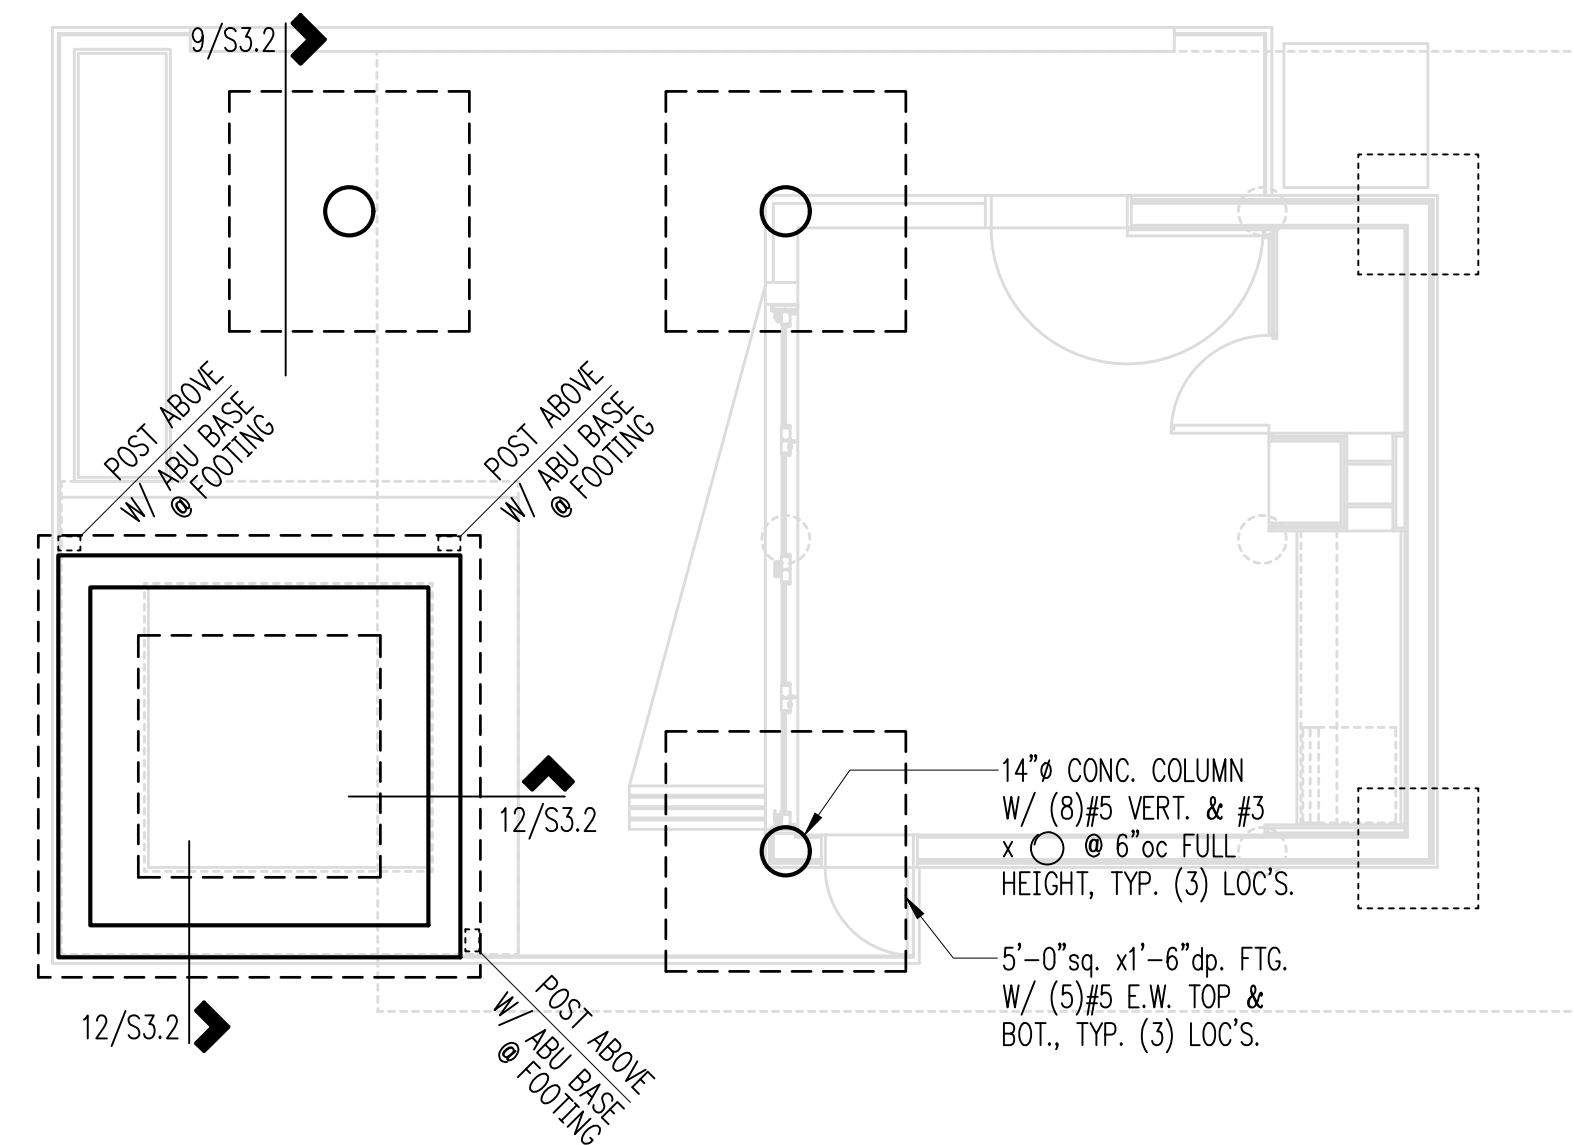 9/S3.2
POST ABOVE
W/ ABU BASE
@ FOOTING
POST ABOVE
W/ ABU BASE
@ FOOTING
14"ø CONC. COLUMN
W/ (8)#5 VERT. & #3
x ◯ @ 6"oc FULL
HEIGHT, TYP. (3) LOC'S.
12/S3.2
5'-0"sq. x1'-6"dp. FTG.
W/ (5)#5 E.W. TOP &
BOT., TYP. (3) LOC'S.
12/S3.2
POST ABOVE
W/ ABU BASE
@ FOOTING